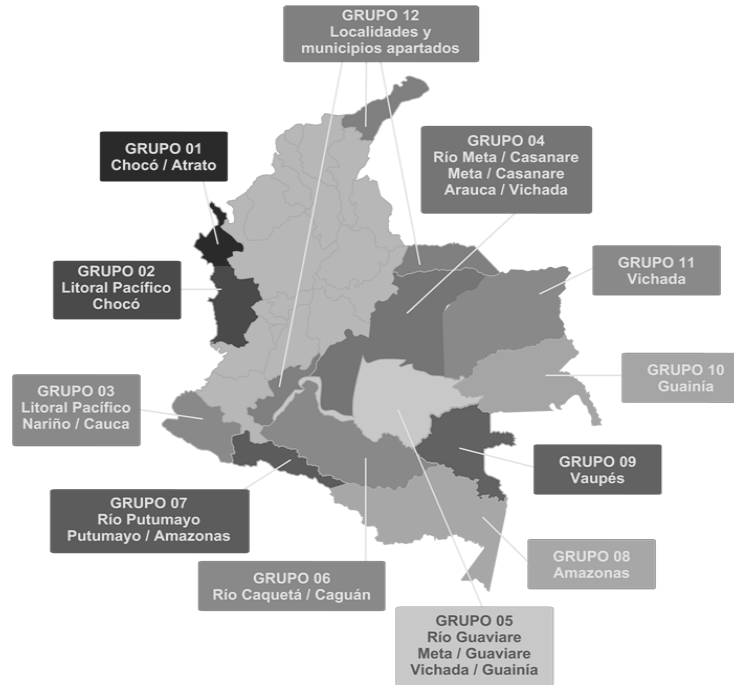 GRUPO 12
Localidades y
municipios apartados
GRUPO 01
Chocó / Atrato
GRUPO 04
Río Meta / Casanare
Meta / Casanare
Arauca / Vichada
GRUPO 02
Litoral Pacífico
Chocó
GRUPO 11
Vichada
GRUPO 10
Guainía
GRUPO 03
Litoral Pacífico
Nariño / Cauca
GRUPO 09
Vaupés
GRUPO 07
Río Putumayo
Putumayo / Amazonas
GRUPO 08
Amazonas
GRUPO 06
Río Caquetá / Caguán
GRUPO 05
Río Guaviare
Meta / Guaviare
Vichada / Guainía